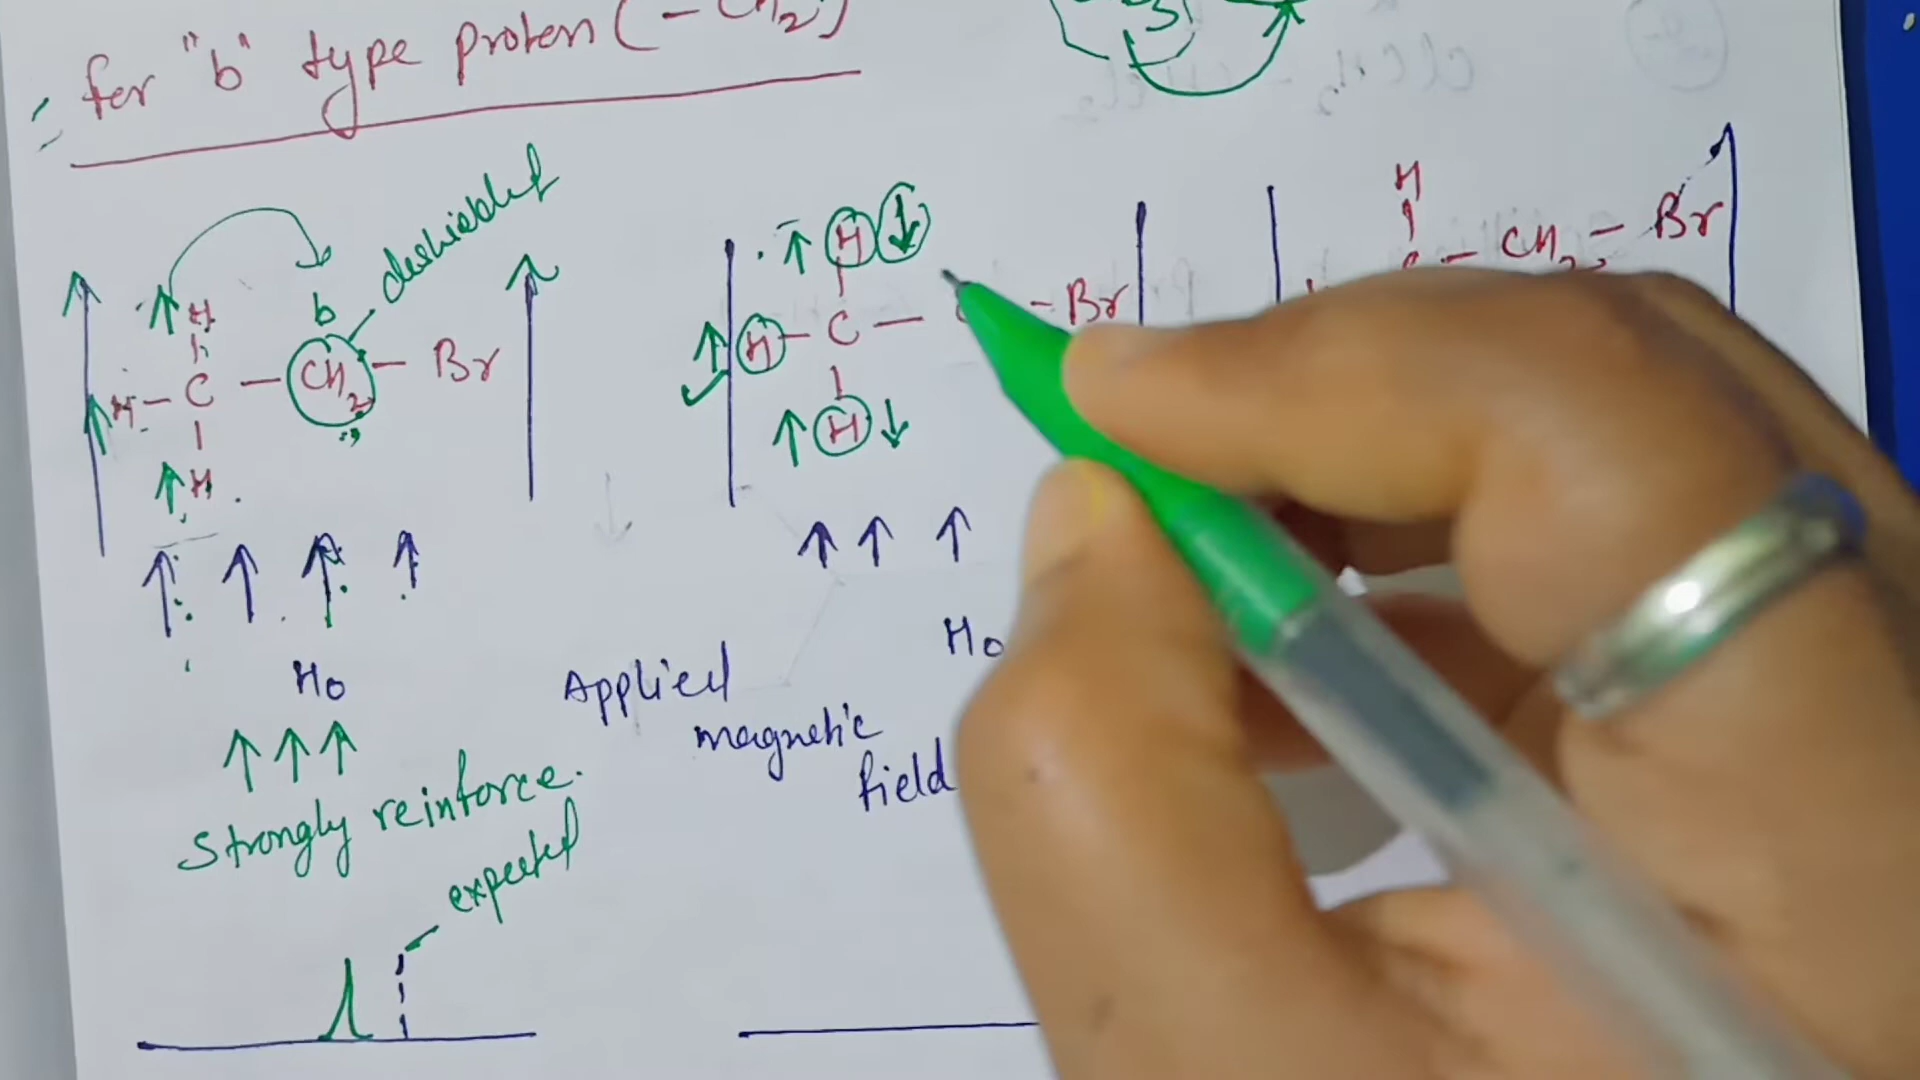 for "b" type proton (-CH2)
deshielded
b
H
H-C-CH2-Br
H
H
H-C-
-Br
H
H
-CH2-Br
Ho
Ho
Applied
magnetic
field
Strongly reinforce.
expected